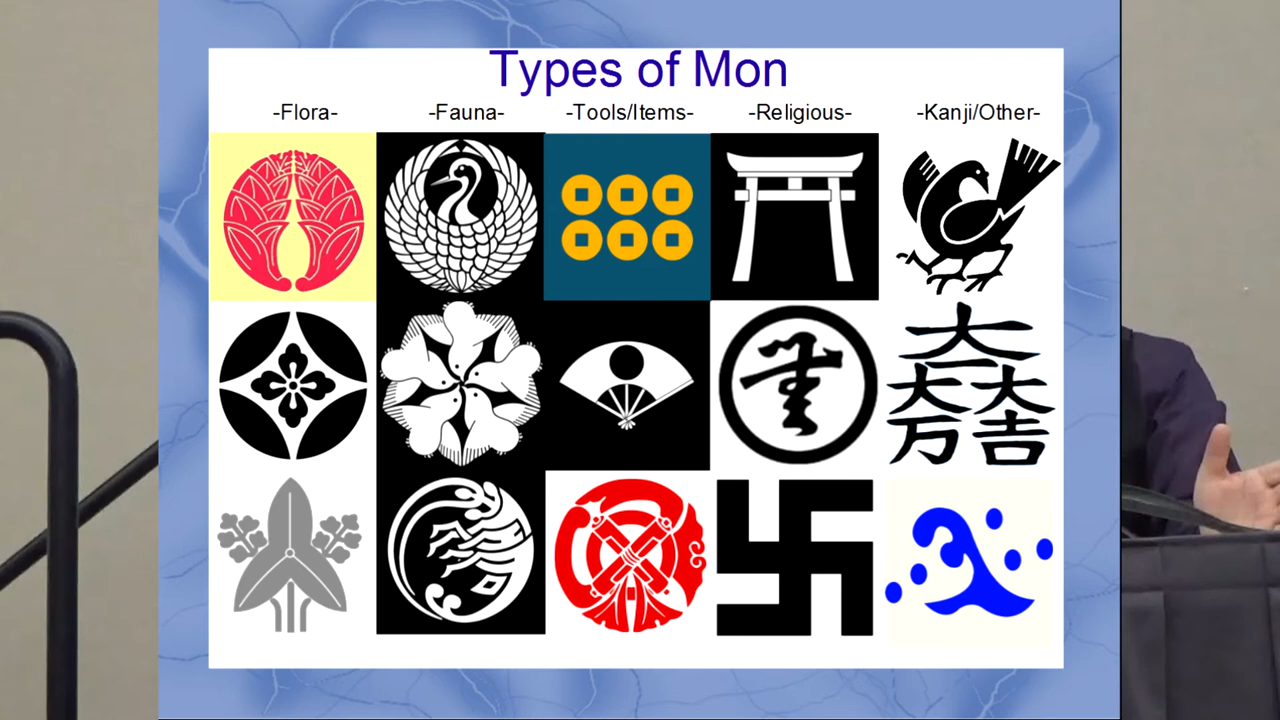 Types of Mon
-Flora- -Fauna- -Tools/Items- -Religious- -Kanji/Other-
大
一
大 大
万 吉